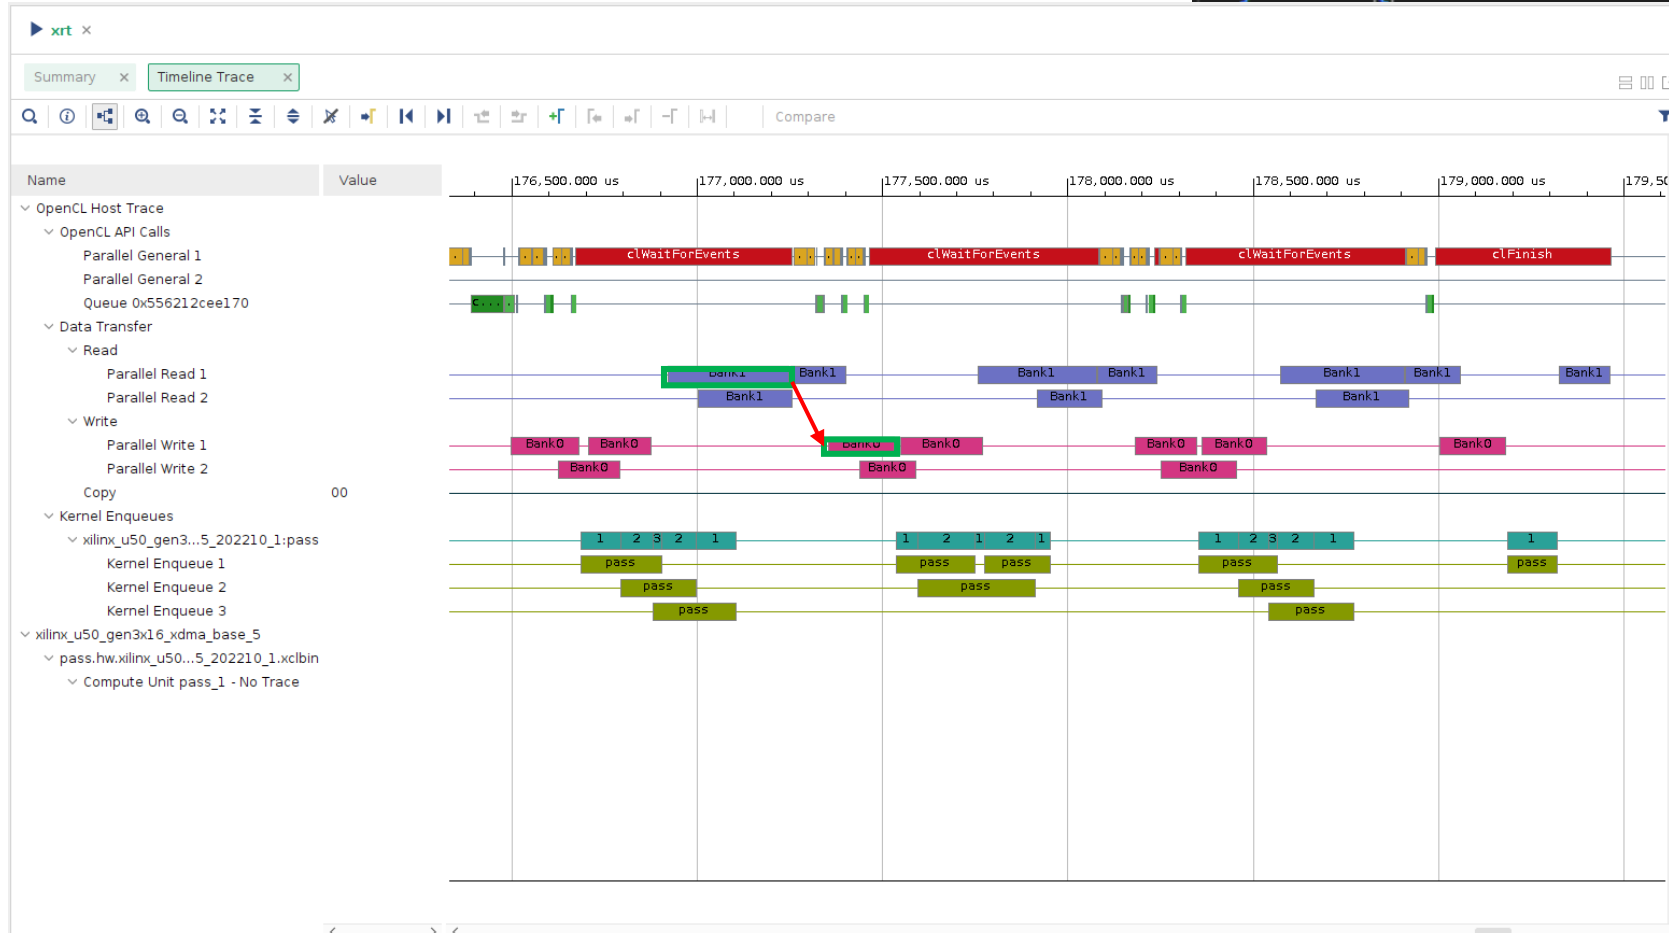 xrt
Summary Timeline Trace
Compare
Name Value 176,500.000 us 177,000.000 us 177,500.000 us 178,000.000 us 178,500.000 us 179,000.000 us 179,50
OpenCL Host Trace
OpenCL API Calls
Parallel General 1 clWaitForEvents clWaitForEvents clWaitForEvents clFinish
Parallel General 2
Queue 0x556212cee170 c...
Data Transfer
Read
Parallel Read 1 Bank1 Bank1 Bank1 Bank1 Bank1 Bank1 Bank1
Parallel Read 2 Bank1 Bank1 Bank1
Write
Parallel Write 1 Bank0 Bank0 Bank0 Bank0 Bank0 Bank0 Bank0
Parallel Write 2 Bank0 Bank0 Bank0
Copy 00
Kernel Enqueues
xilinx_u50_gen3...5_202210_1:pass 1 2 3 2 1 1 2 1 2 1 1 2 3 2 1 1
Kernel Enqueue 1 pass pass pass pass pass
Kernel Enqueue 2 pass pass pass
Kernel Enqueue 3 pass pass
xilinx_u50_gen3x16_xdma_base_5
pass.hw.xilinx_u50...5_202210_1.xclbin
Compute Unit pass_1 - No Trace